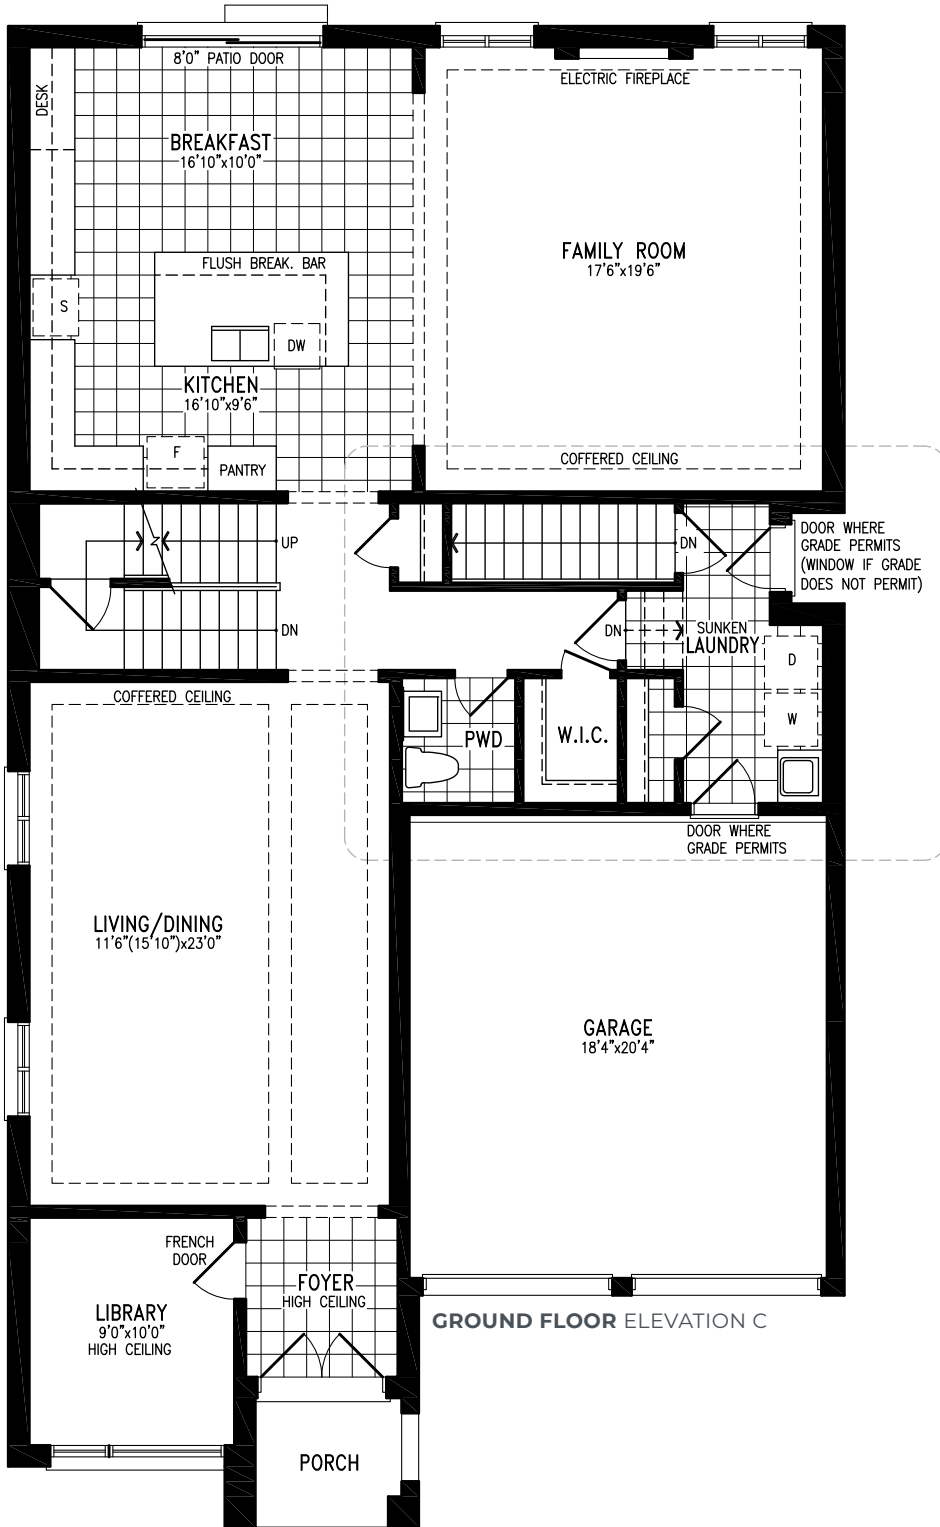 8'0" PATIO DOOR
DESK
BREAKFAST
16'10"x10'0"
ELECTRIC FIREPLACE
FAMILY ROOM
17'6"x19'6"
FLUSH BREAK. BAR
S
DW
KITCHEN
16'10"x9'6"
F
PANTRY
COFFERED CEILING
UP
DN
DN
DOOR WHERE
GRADE PERMITS
(WINDOW IF GRADE
DOES NOT PERMIT)
DN
SUNKEN
LAUNDRY
D
W
COFFERED CEILING
PWD
W.I.C.
DOOR WHERE
GRADE PERMITS
LIVING/DINING
11'6"(15'10")x23'0"
GARAGE
18'4"x20'4"
FRENCH
DOOR
FOYER
HIGH CEILING
LIBRARY
9'0"x10'0"
HIGH CEILING
GROUND FLOOR ELEVATION C
PORCH